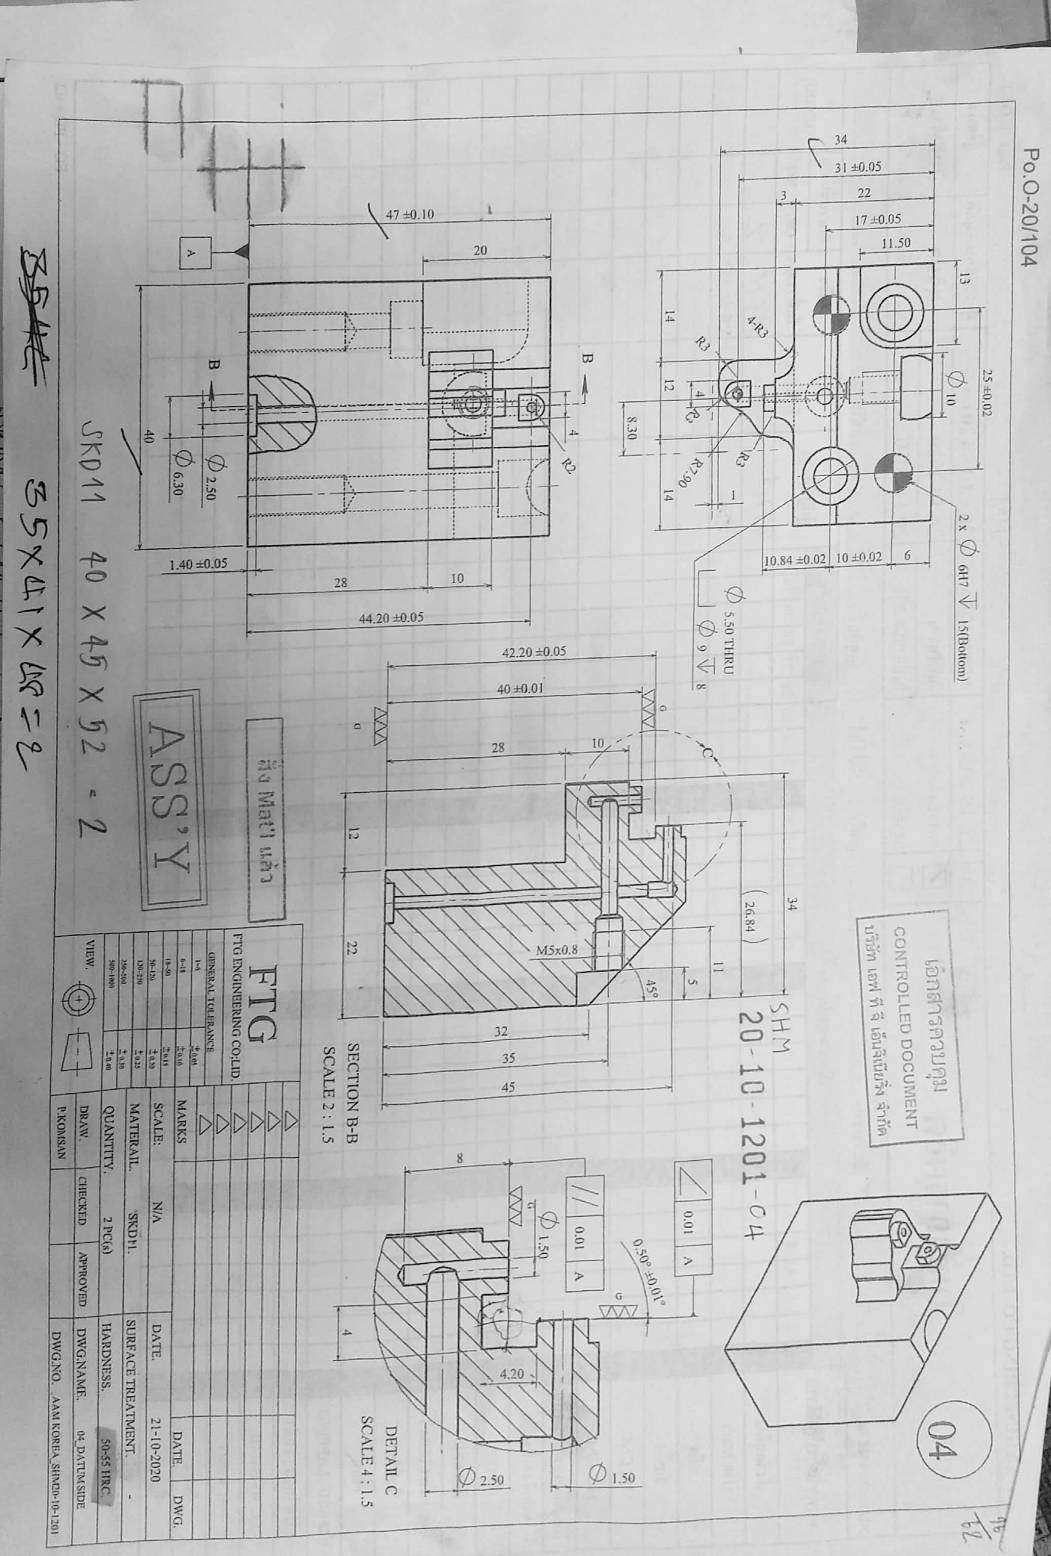 Po.O-20/104
25 ±0.02
13
Ø 10
2 x Ø 6H7 ↧ 15(Bottom)
34
31 ±0.05
22
17 ±0.05
11.50
3
6
10 ±0.02
10.84 ±0.02
4-R3
R3
R3
R3
R7.90
4
1
14
12
14
8.30
Ø 5.50 THRU
⌴ Ø 9 ↧ 8
เอกสารควบคุม
CONTROLLED DOCUMENT
บริษัท เอฟ ที จี เอ็นจิเนียริ่ง จำกัด
04
62
SHM
20-10-1201-04
34
(26.84)
11
5
45°
C
G
42.20 ±0.05
40 ±0.01
10
28
M5x0.8
32
35
45
12
22
SECTION B-B
SCALE 2 : 1.5
∠ 0.01 A
0.50° ±0.01°
G
// 0.01 A
Ø 1.50
Ø 1.50
G
4.20
8
Ø 2.50
4
DETAIL C
SCALE 4 : 1.5
B
4
R2
47 ±0.10
20
10
44.20 ±0.05
28
B
Ø 2.50
Ø 6.30
1.40 ±0.05
A
40
สั่ง Mat'l แล้ว
ASS'Y
SKD11 40 X 45 X 52 = 2
35x41x48=2
FTG
FTG ENGINEERING CO;LTD.
GENERAL TOLERANCE
1-6 ±0.05
6-18 ±0.10
18-50 ±0.15
50-120 ±0.20
120-250 ±0.25
250-500 ±0.30
500-1000 ±0.40
VIEW.
MARKS
DATE.
DWG.
SCALE: N/A
DATE. 21-10-2020
MATERAIL. SKD11.
SURFACE TREATMENT. -
QUANTITY. 2 PC(s)
HARDNESS. 50-55 HRC.
DRAW. CHECKED APPROVED
DWG.NAME. 04_DATUM SIDE
P.KOMSAN
DWG.NO. AAM KOREA_SHM20-10-1201